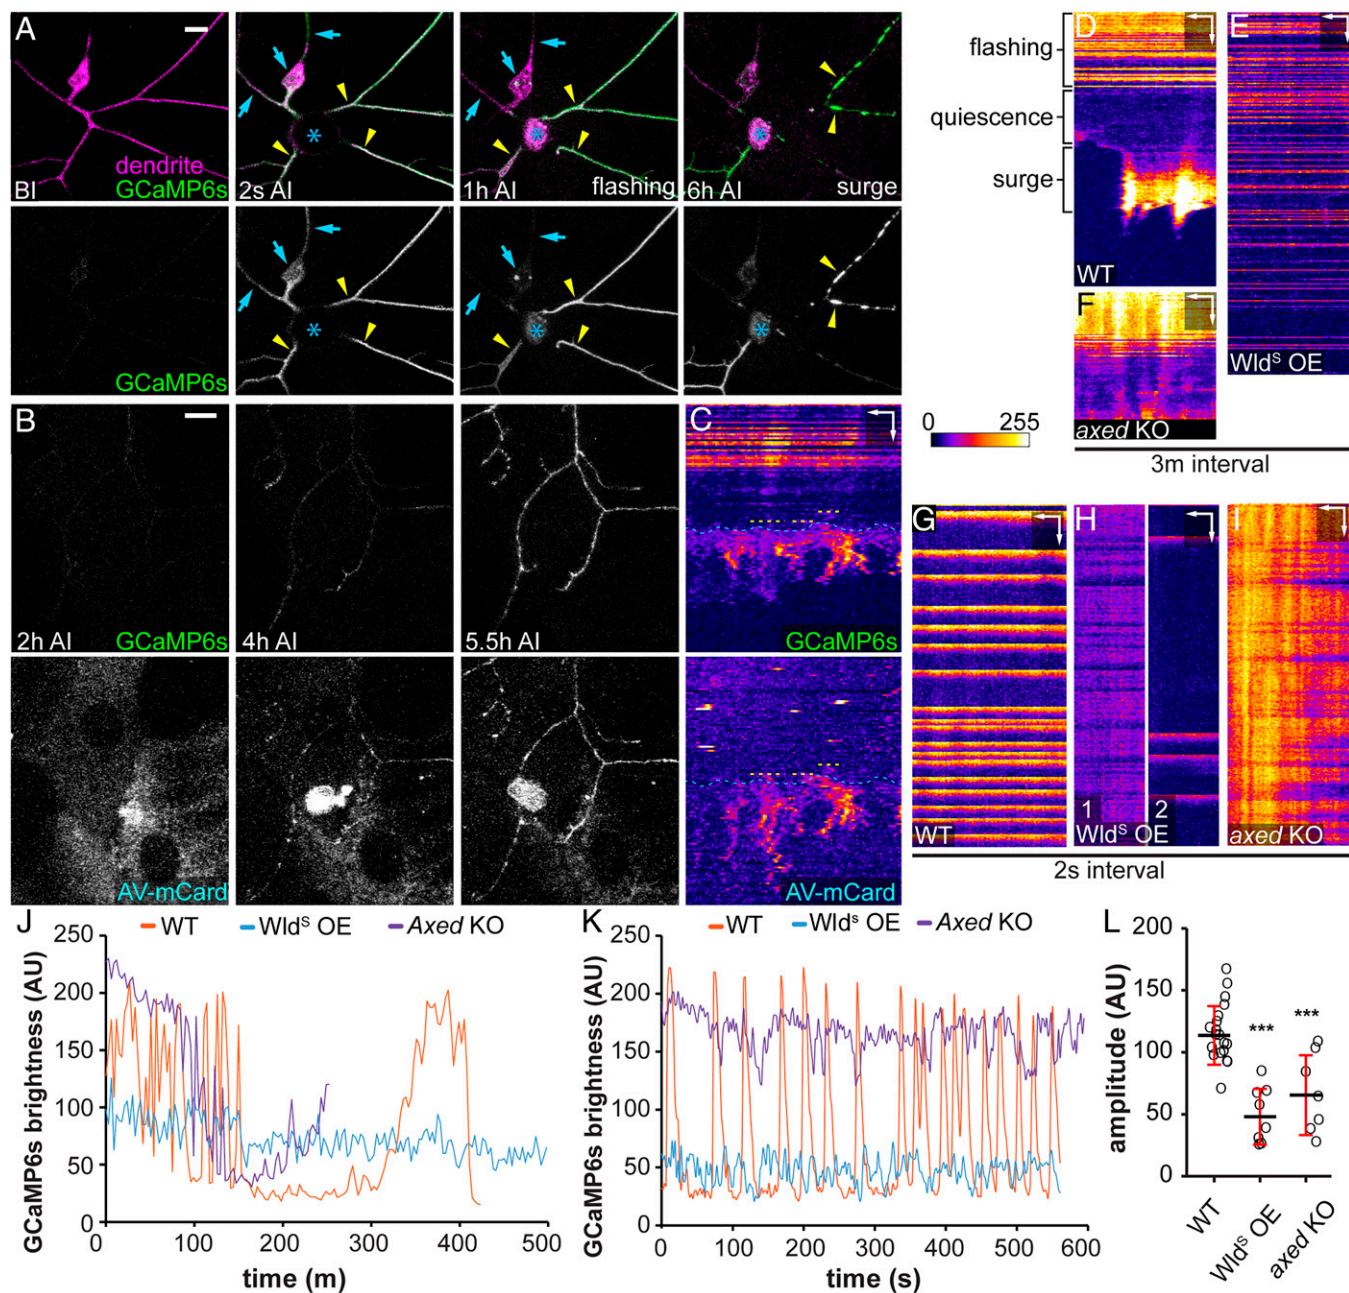 A
dendrite
GCaMP6s
BI
*
2s AI
*
1h AI
flashing
*
6h AI
surge
GCaMP6s
*
*
*
B
2h AI
GCaMP6s
4h AI
5.5h AI
C
GCaMP6s
AV-mCard
AV-mCard
flashing
quiescence
surge
D
WT
E
Wldˢ OE
F
axed KO
0 255
3m interval
G
WT
H
1
2
Wldˢ OE
I
axed KO
2s interval
J
WT
Wldˢ OE
Axed KO
GCaMP6s brightness (AU)
250
200
150
100
50
0
0 100 200 300 400 500
time (m)
K
WT
Wldˢ OE
Axed KO
GCaMP6s brightness (AU)
250
200
150
100
50
0
0 100 200 300 400 500 600
time (s)
L
amplitude (AU)
200
150
100
50
0
***
***
WT
Wldˢ OE
axed KO